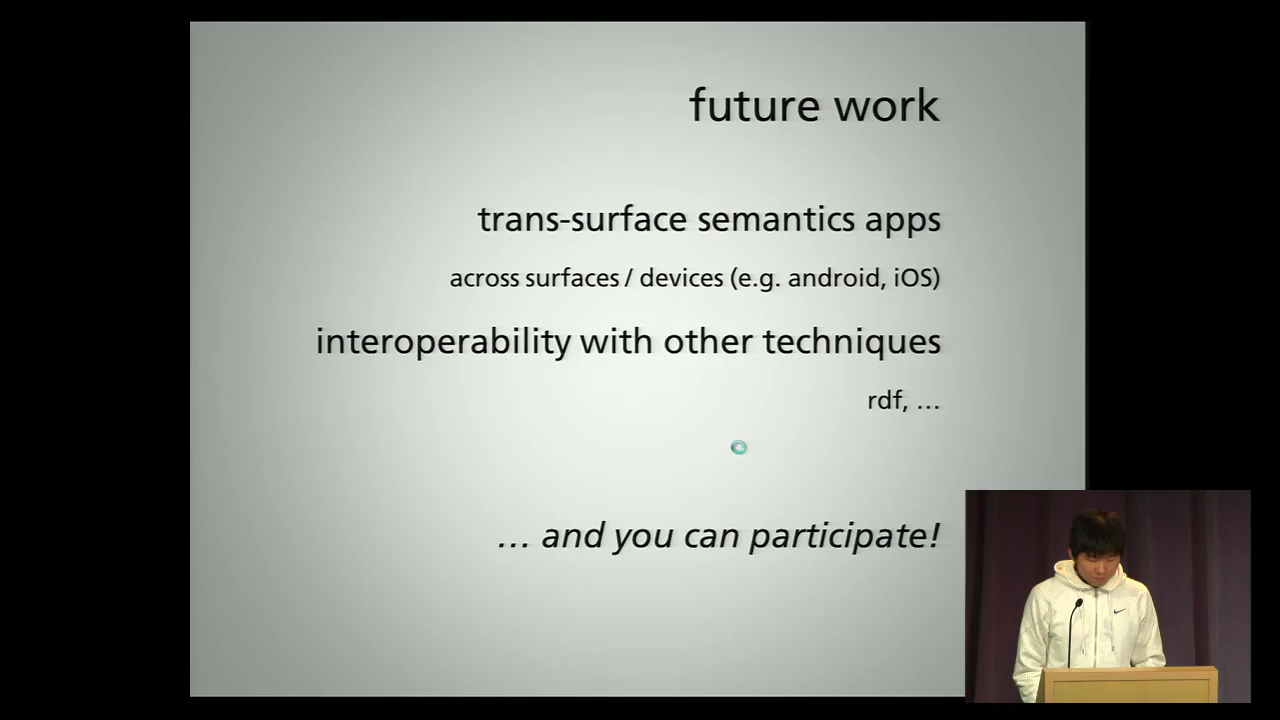 future work
trans-surface semantics apps
across surfaces / devices (e.g. android, iOS)
interoperability with other techniques
rdf, …
… and you can participate!